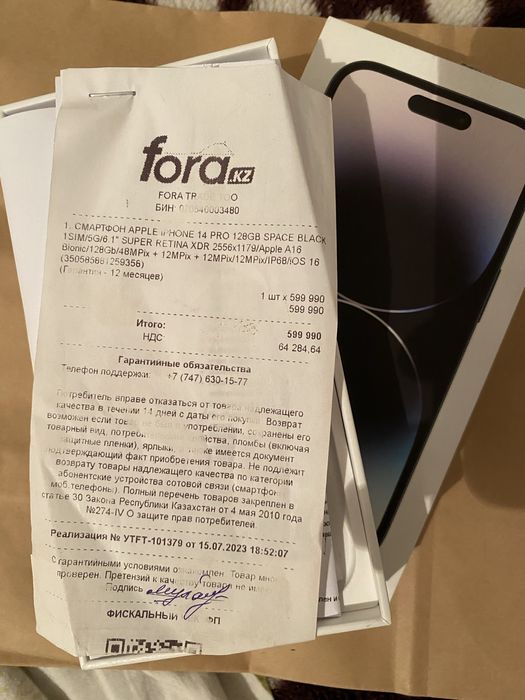 fora.kz
FORA TRADE ТОО
БИН:
1. СМАРТФОН APPLE iPHONE 14 PRO 128GB SPACE BLACK
1SIM/5G/6.1" SUPER RETINA XDR 2556x1179/Apple A16
Bionic/128Gb/48MPix + 12MPix + 12MPix/12MPix/IP68/iOS 16
(350585881259356)
(Гарантия - 12 месяцев)
1 шт x 599 990
599 990
Итого: 599 990
НДС: 64 284,64
Гарантийные обязательства
Телефон поддержки: +7 (747) 630-15-77
Потребитель вправе отказаться от товара надлежащего
качества в течении 14 дней с даты его покупки. Возврат
возможен если товар не был в употреблении, сохранены его
товарный вид, потреб свойства, пломбы (включая
защитные пленки), ярлыки, также имеется документ
подтверждающий факт приобретения товара. Не подлежит
возврату товары надлежащего качества по категории
абонентские устройства сотовой связи (смартфон,
моб.телефоны). Полный перечень товаров закреплен в
статье 30 Закона Республики Казахстан от 4 мая 2010 года
№274-IV О защите прав потребителей.
Реализация № УТFТ-101379 от 15.07.2023 18:52:07
С гарантийными условиями ознакомлен. Товар мною
проверен. Претензий к качеству товара не имею.
Подпись
ФИСКАЛЬНЫЙ